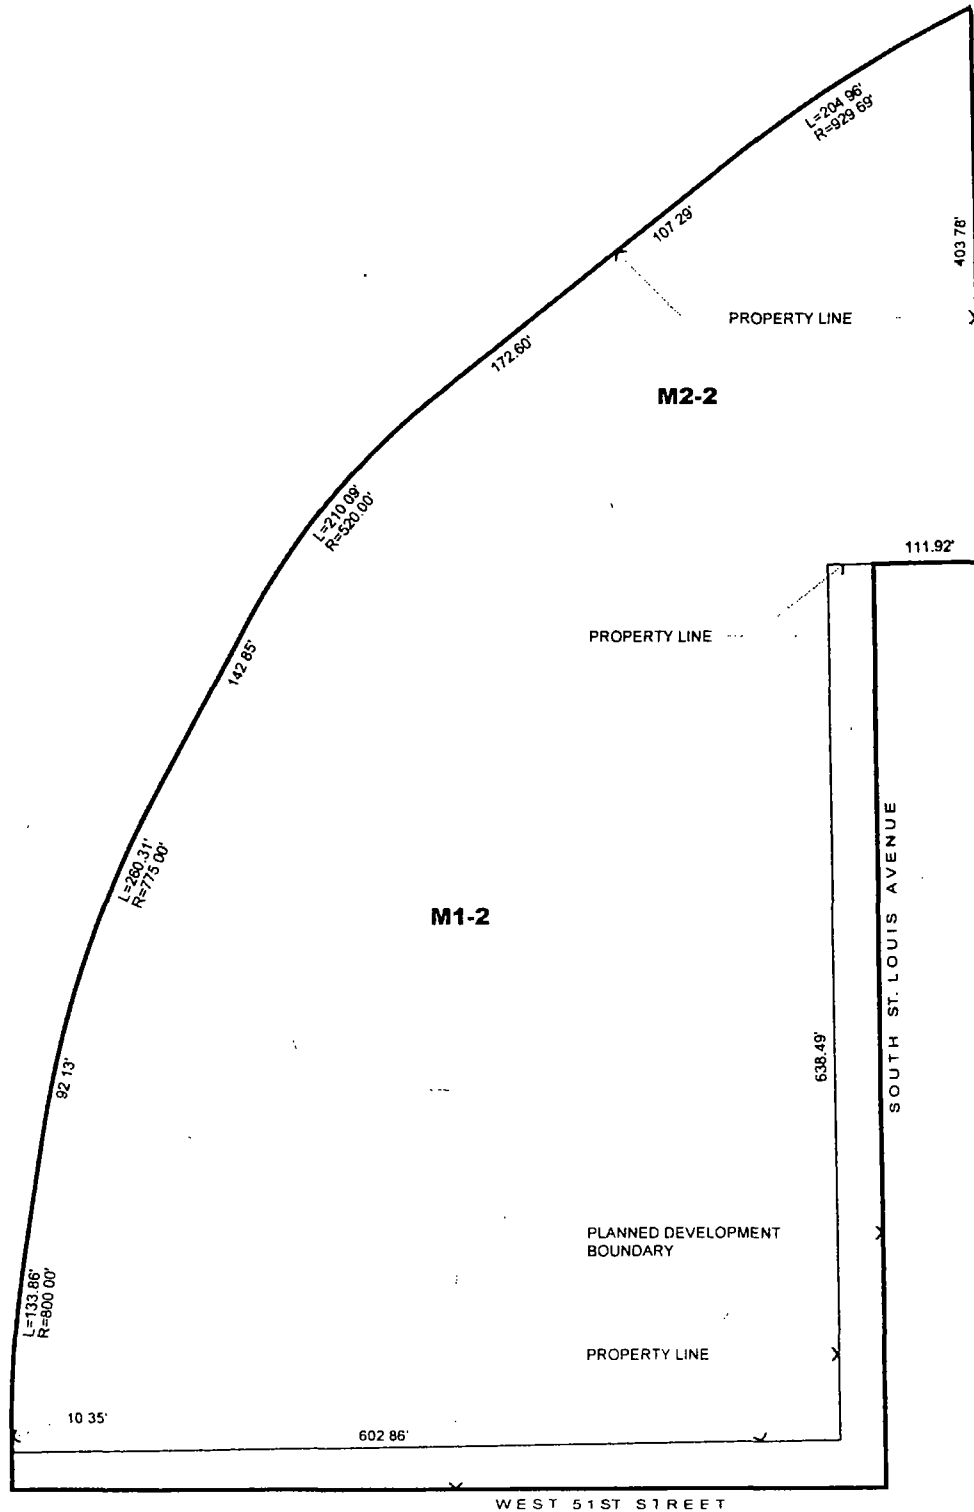 L=204 96'
R=929 69'
107 29'
403 78'
PROPERTY LINE
172.60'
M2-2
L=210 09'
R=520.00'
111.92'
PROPERTY LINE
142 85'
L=260.31'
R=775 00'
SOUTH ST. LOUIS AVENUE
M1-2
638.49'
92 13'
PLANNED DEVELOPMENT
BOUNDARY
L=133.86'
R=800 00'
PROPERTY LINE
10 35'
602 86'
WEST 51ST STREET